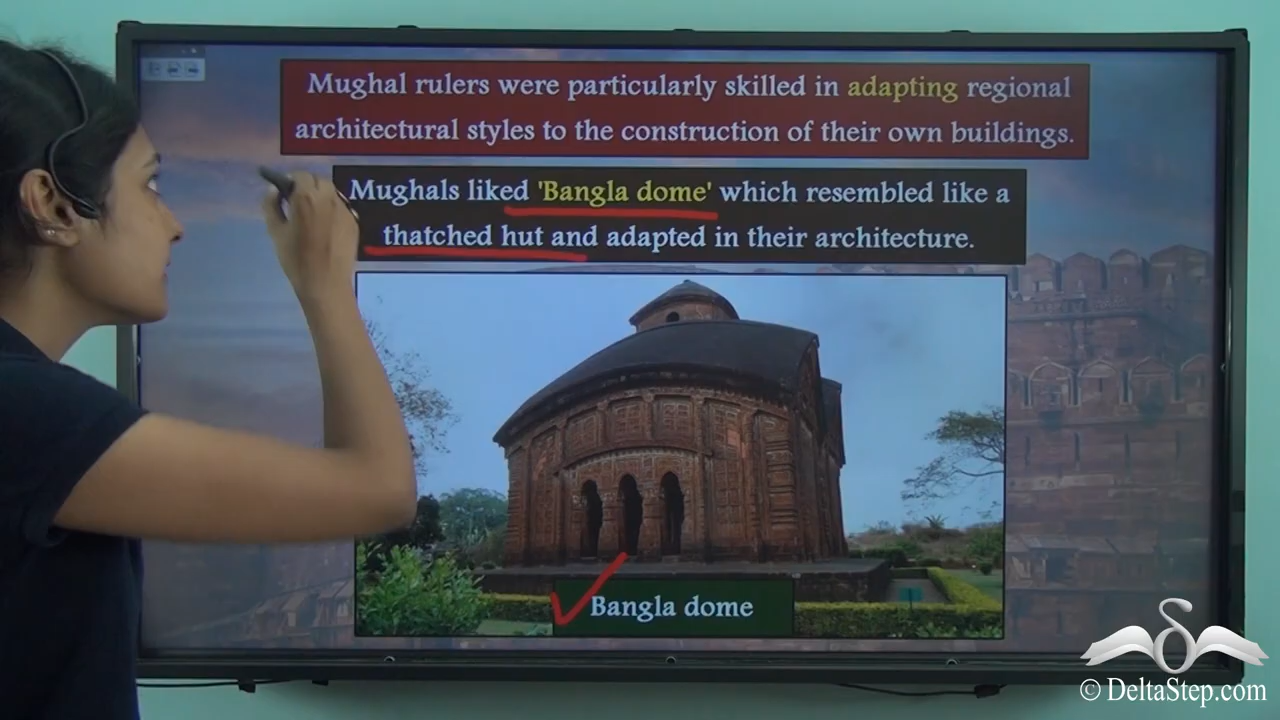 Mughal rulers were particularly skilled in adapting regional
architectural styles to the construction of their own buildings.
Mughals liked 'Bangla dome' which resembled like a
thatched hut and adapted in their architecture.
Bangla dome
© DeltaStep.com